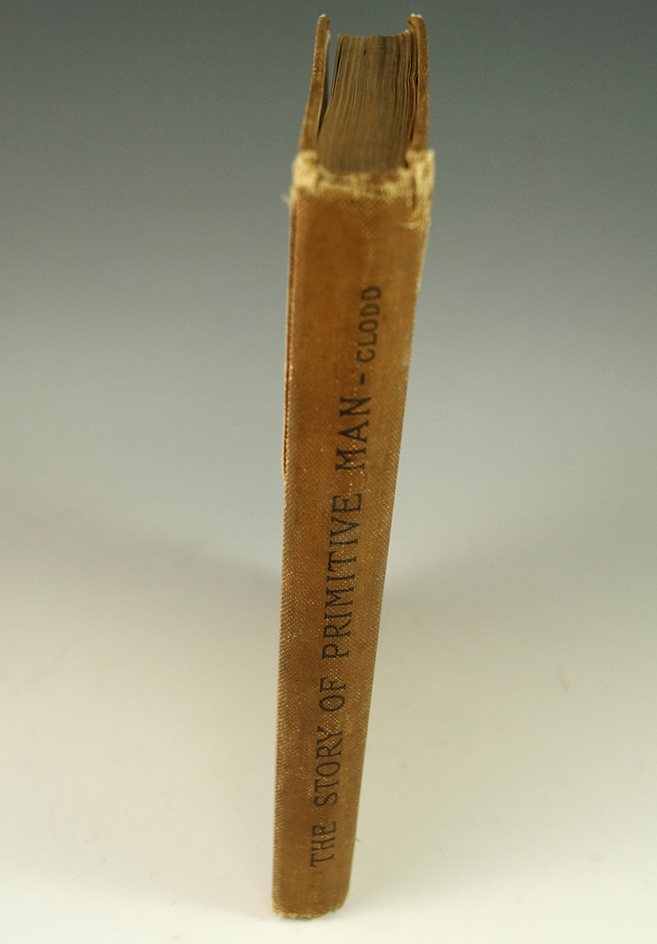 THE STORY OF PRIMITIVE MAN - CLODD